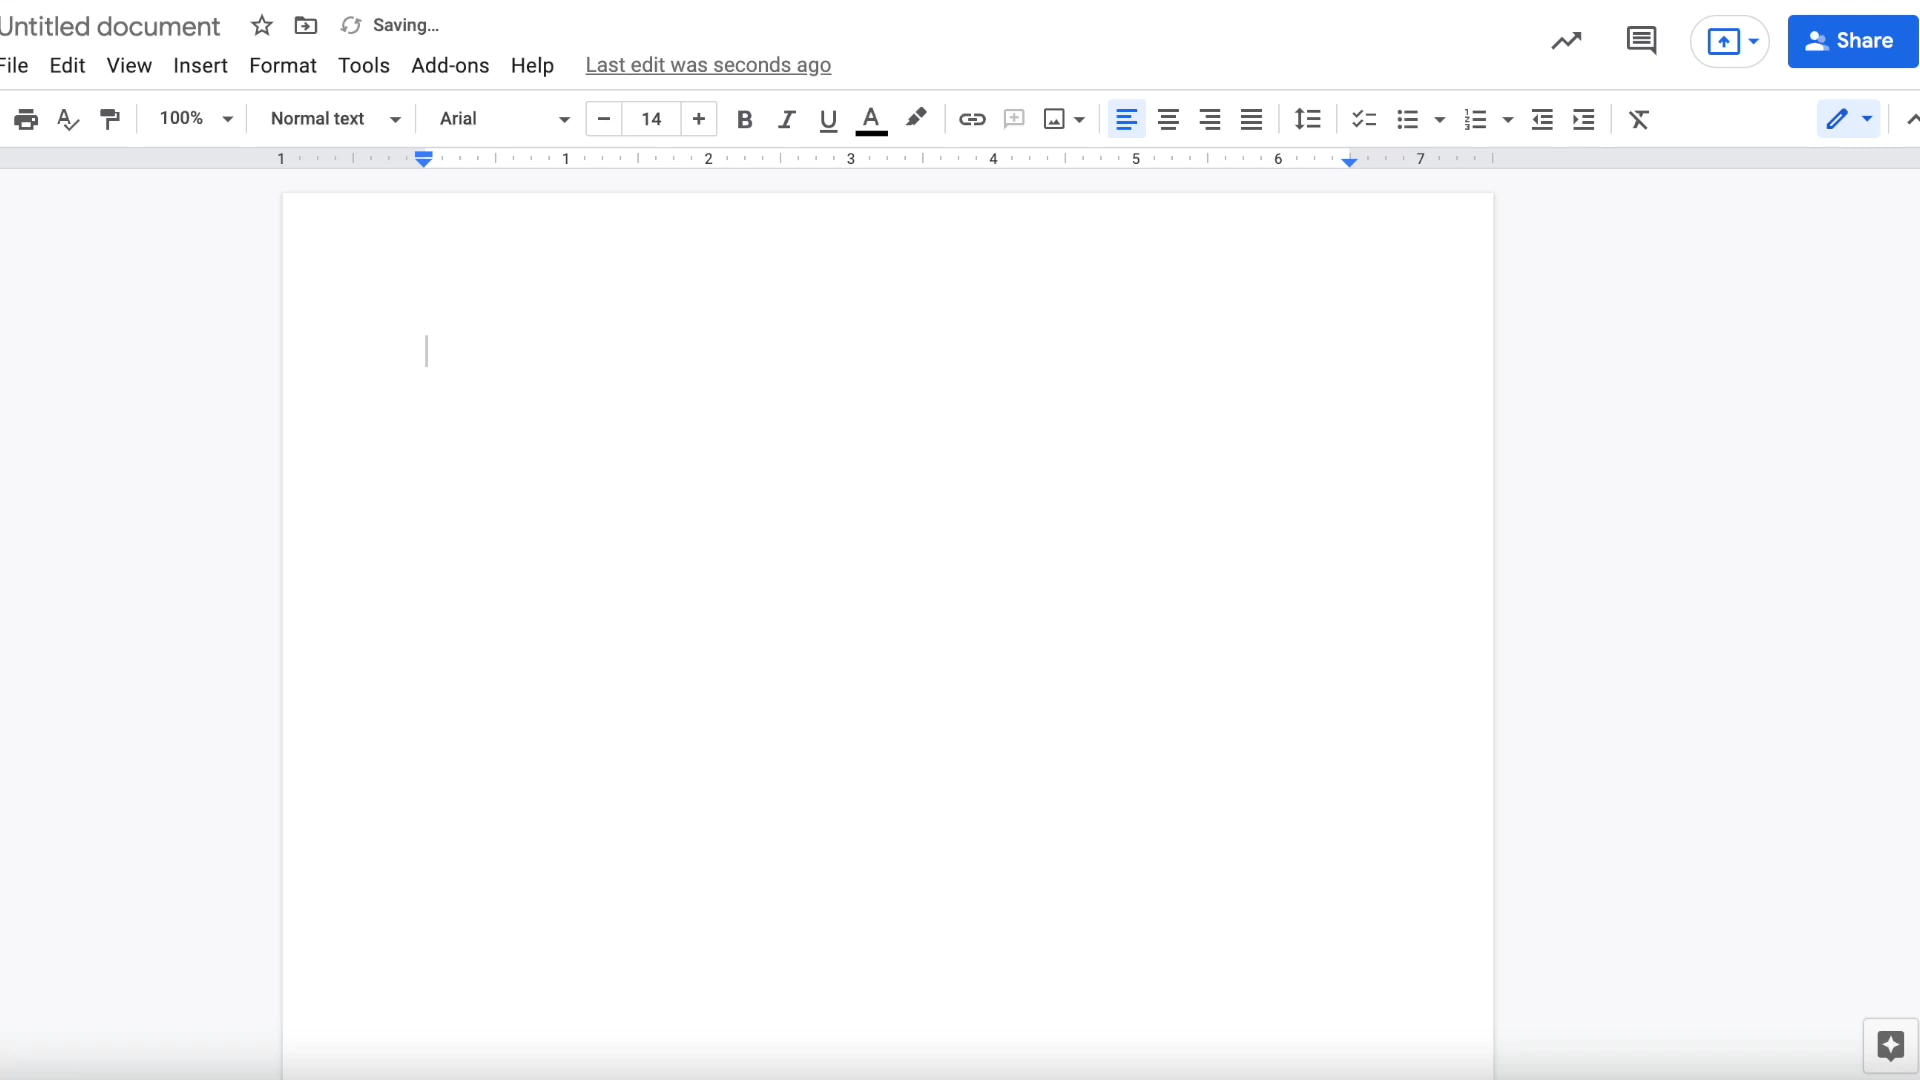 Untitled document Saving...
File Edit View Insert Format Tools Add-ons Help Last edit was seconds ago Share
100% Normal text Arial 14
1 1 2 3 4 5 6 7